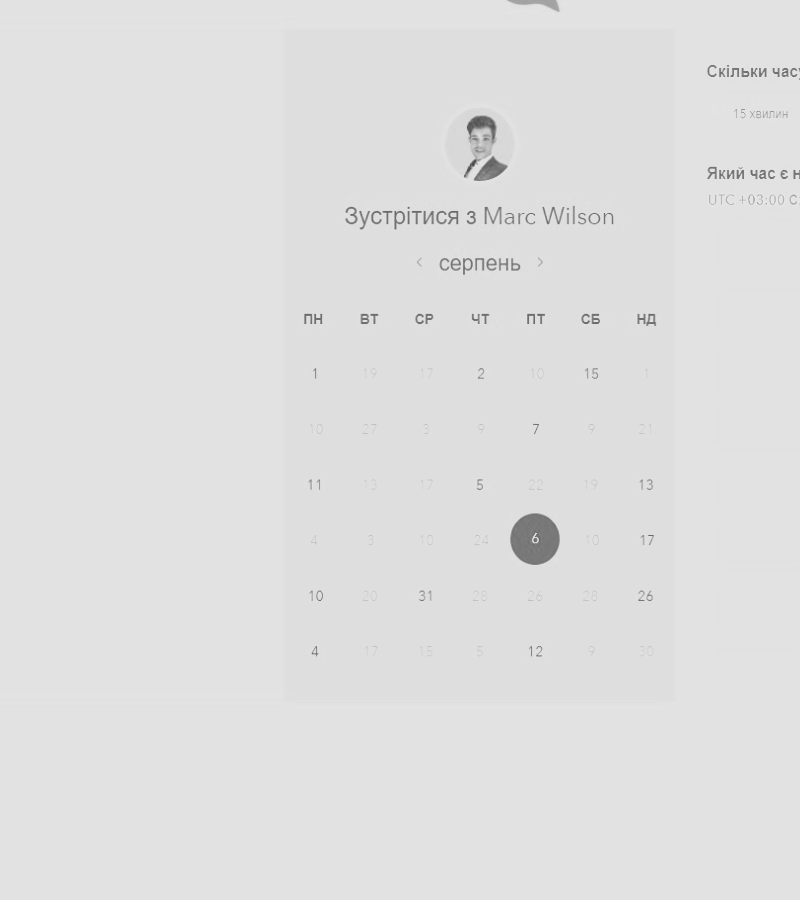 Скільки часу
15 хвилин
Який час є н
UTC +03:00 С
Зустрітися з Marc Wilson
серпень
ПН ВТ СР ЧТ ПТ СБ НД
1 19 17 2 10 15 1
10 27 3 9 7 9 21
11 13 17 5 22 19 13
4 3 10 24 6 10 17
10 20 31 28 26 28 26
4 17 15 5 12 9 30